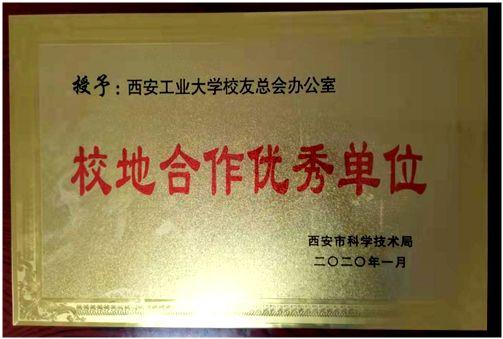 授予：西安工业大学校友总会办公室
校地合作优秀单位
西安市科学技术局
二〇二〇年一月